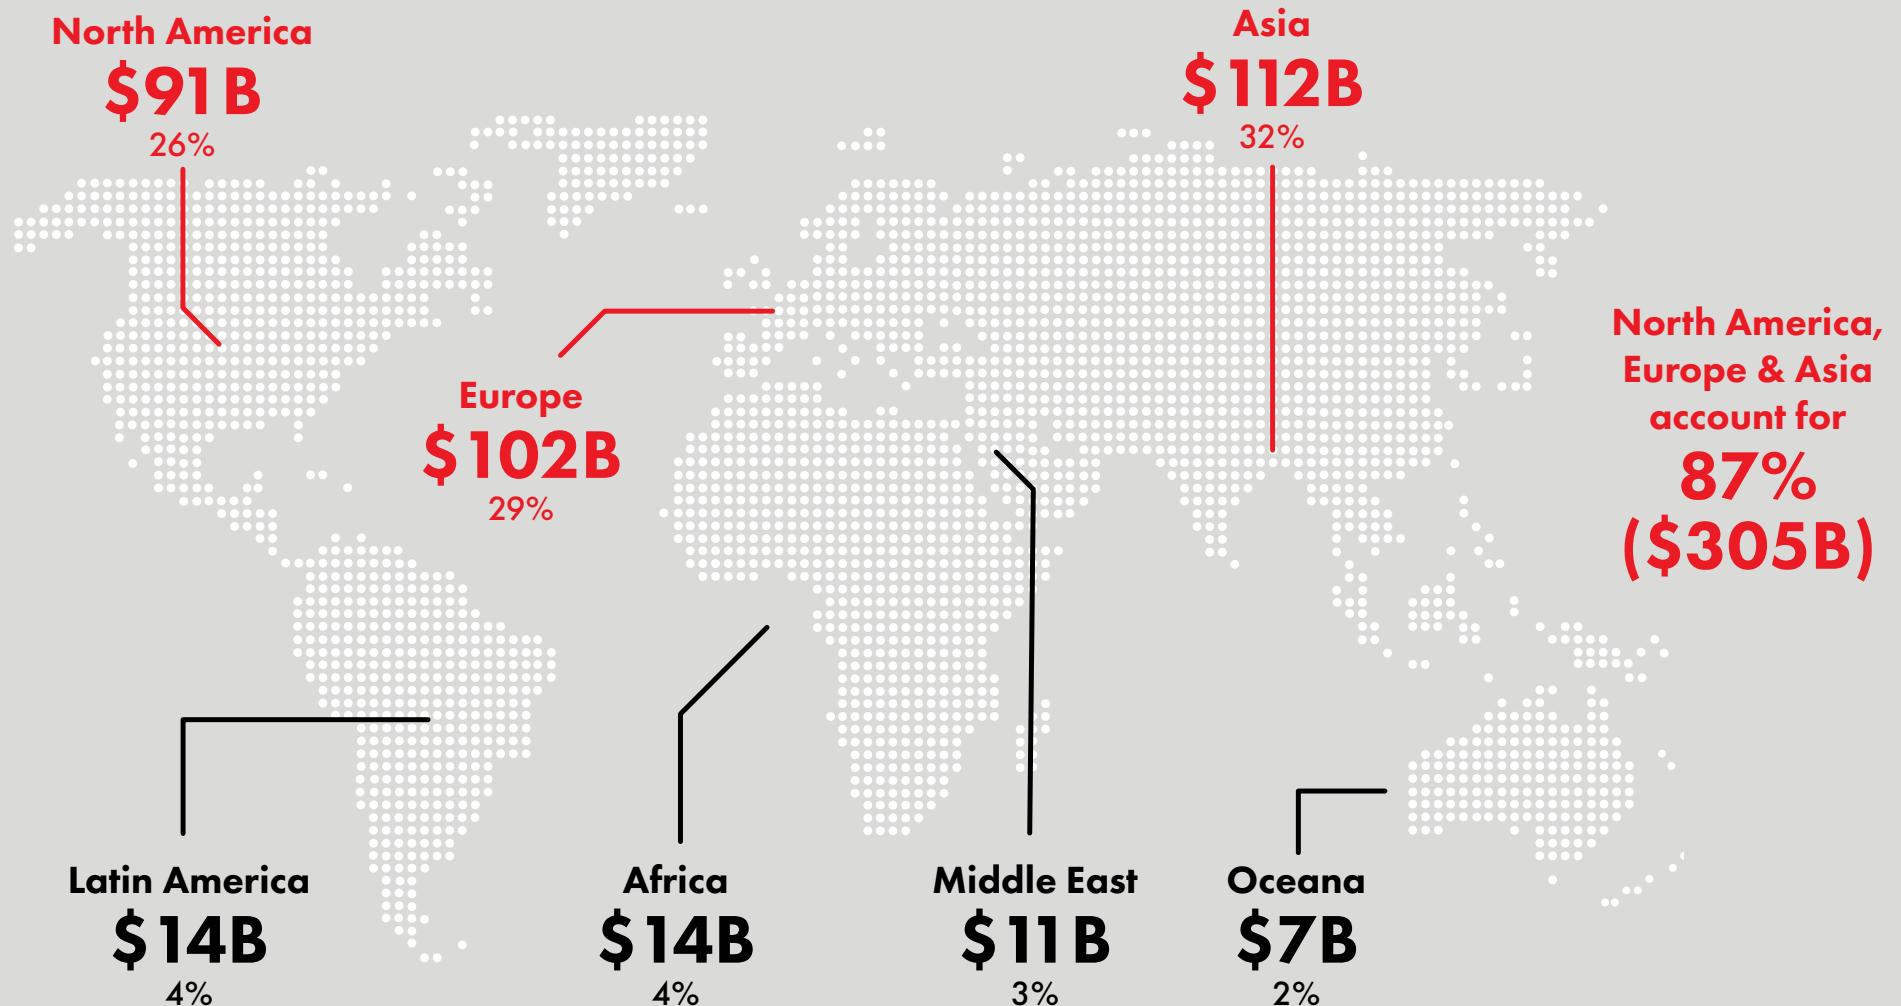 North America
$91B
26%
Asia
$112B
32%
Europe
$102B
29%
North America,
Europe & Asia
account for
87%
($305B)
Latin America
$14B
4%
Africa
$14B
4%
Middle East
$11B
3%
Oceana
$7B
2%